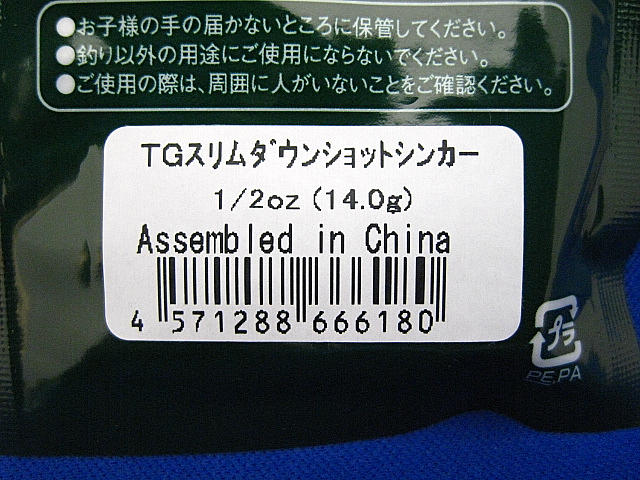 ●お子様の手の届かないところに保管してください。
●釣り以外の用途にご使用にならないでください。
●ご使用の際は、周囲に人がいないことをご確認ください。
TGスリムダウンショットシンカー
1/2oz (14.0g)
Assembled in China
4 571288 666180
プラ
PE,PA